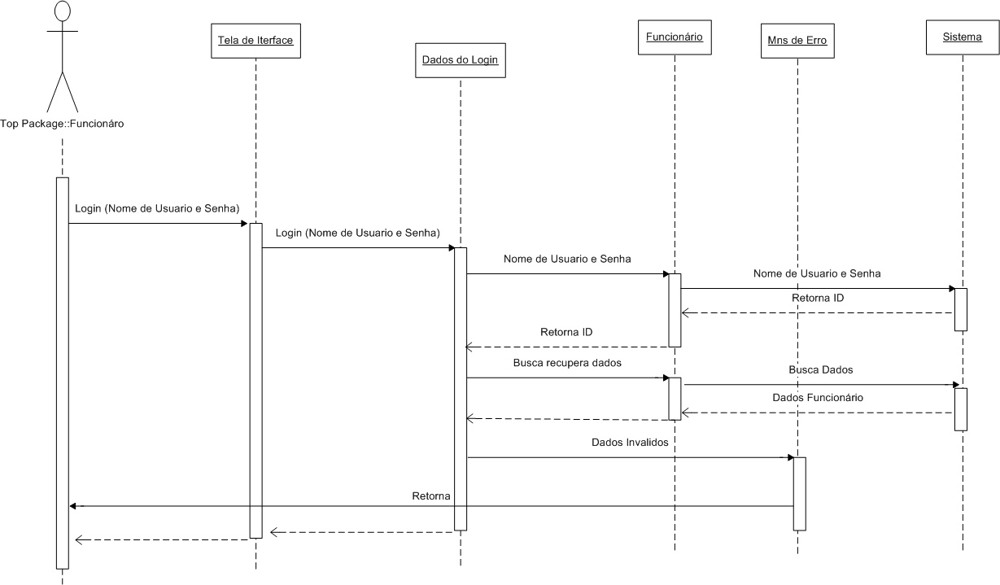 Tela de Iterface
Dados do Login
Funcionário
Mns de Erro
Sistema
Top Package::Funcionáro
Login (Nome de Usuario e Senha)
Login (Nome de Usuario e Senha)
Nome de Usuario e Senha
Nome de Usuario e Senha
Retorna ID
Retorna ID
Busca recupera dados
Busca Dados
Dados Funcionário
Dados Invalidos
Retorna